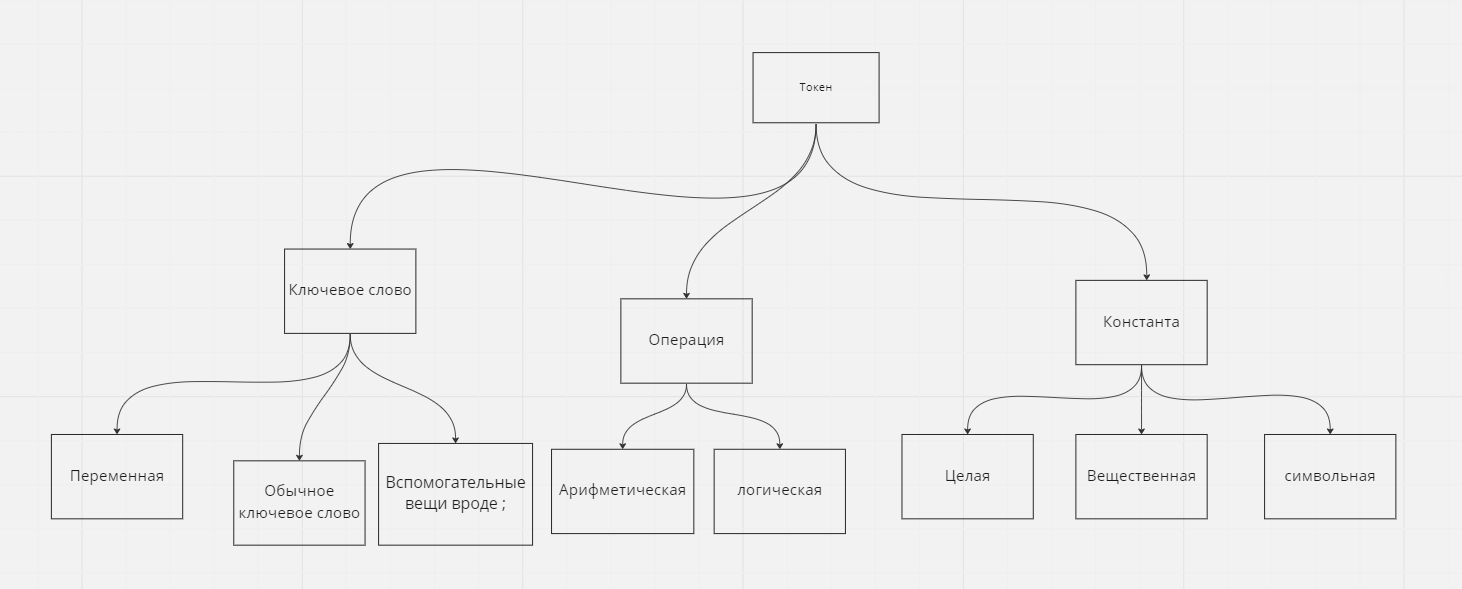 Токен
Ключевое слово
Операция
Константа
Переменная
Обычное
ключевое слово
Вспомогательные
вещи вроде ;
Арифметическая
логическая
Целая
Вещественная
символьная